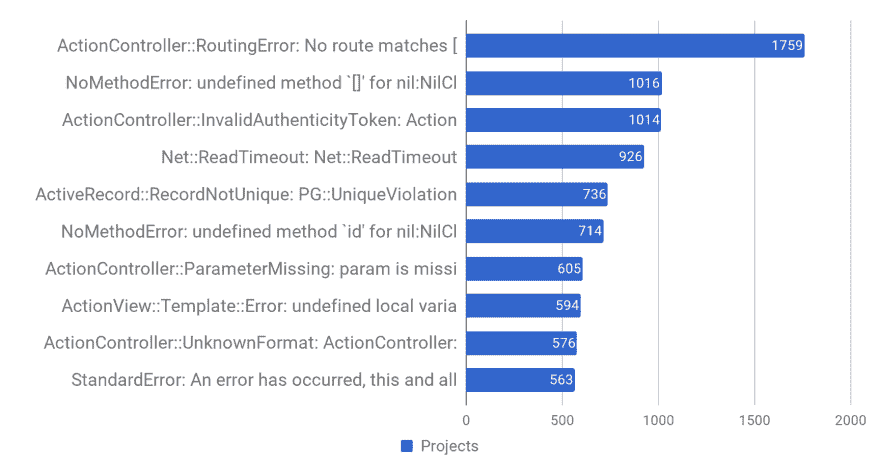 ActionController::RoutingError: No route matches [ 1759
NoMethodError: undefined method `[]' for nil:NilCl 1016
ActionController::InvalidAuthenticityToken: Action 1014
Net::ReadTimeout: Net::ReadTimeout 926
ActiveRecord::RecordNotUnique: PG::UniqueViolation 736
NoMethodError: undefined method `id' for nil:NilCl 714
ActionController::ParameterMissing: param is missi 605
ActionView::Template::Error: undefined local varia 594
ActionController::UnknownFormat: ActionController: 576
StandardError: An error has occurred, this and all 563
0 500 1000 1500 2000
Projects